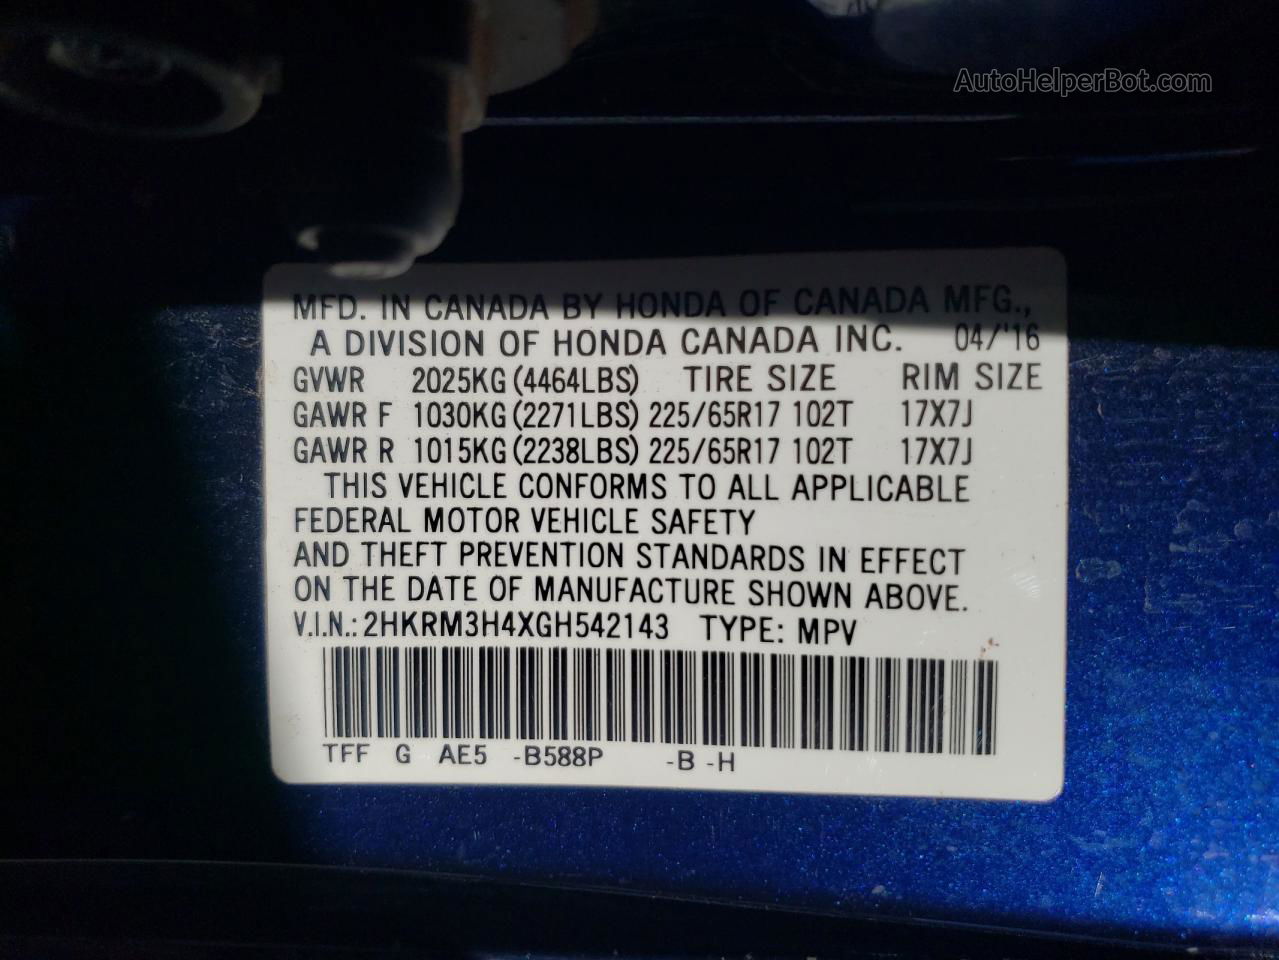 AutoHelperBot.com
MFD. IN CANADA BY HONDA OF CANADA MFG.,
A DIVISION OF HONDA CANADA INC. 04/'16
GVWR 2025KG (4464LBS) TIRE SIZE RIM SIZE
GAWR F 1030KG (2271LBS) 225/65R17 102T 17X7J
GAWR R 1015KG (2238LBS) 225/65R17 102T 17X7J
THIS VEHICLE CONFORMS TO ALL APPLICABLE
FEDERAL MOTOR VEHICLE SAFETY
AND THEFT PREVENTION STANDARDS IN EFFECT
ON THE DATE OF MANUFACTURE SHOWN ABOVE.
V.I.N.: 2HKRM3H4XGH542143 TYPE: MPV
TFF G AE5 -B588P -B -H